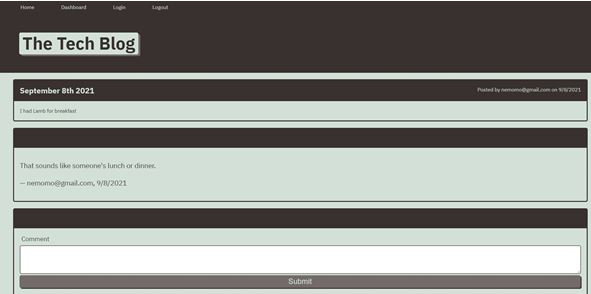 Home Dashboard Login Logout
The Tech Blog
September 8th 2021 Posted by nemomo@gmail.com on 9/8/2021
I had Lamb for breakfast
That sounds like someone's lunch or dinner.
— nemomo@gmail.com, 9/8/2021
Comment
Submit